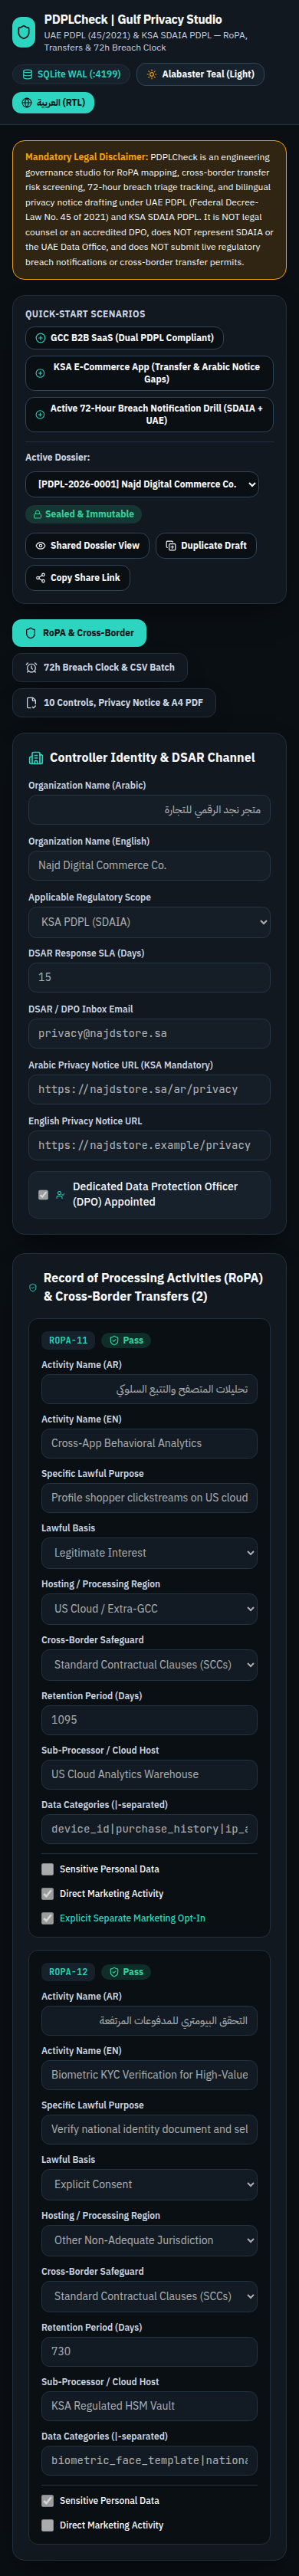 PDPLCheck | Gulf Privacy Studio
UAE PDPL (45/2021) & KSA SDAIA PDPL — RoPA,
Transfers & 72h Breach Clock
SQLite WAL (:4199)
Alabaster Teal (Light)
العربية (RTL)
Mandatory Legal Disclaimer: PDPLCheck is an engineering
governance studio for RoPA mapping, cross-border transfer
risk screening, 72-hour breach triage tracking, and bilingual
privacy notice drafting under UAE PDPL (Federal Decree-
Law No. 45 of 2021) and KSA SDAIA PDPL. It is NOT legal
counsel or an accredited DPO, does NOT represent SDAIA or
the UAE Data Office, and does NOT submit live regulatory
breach notifications or cross-border transfer permits.
QUICK-START SCENARIOS
GCC B2B SaaS (Dual PDPL Compliant)
KSA E-Commerce App (Transfer & Arabic Notice
Gaps)
Active 72-Hour Breach Notification Drill (SDAIA +
UAE)
Active Dossier:
[PDPL-2026-0001] Najd Digital Commerce Co.
Sealed & Immutable
Shared Dossier View
Duplicate Draft
Copy Share Link
RoPA & Cross-Border
72h Breach Clock & CSV Batch
10 Controls, Privacy Notice & A4 PDF
Controller Identity & DSAR Channel
Organization Name (Arabic)
متجر نجد الرقمي للتجارة
Organization Name (English)
Najd Digital Commerce Co.
Applicable Regulatory Scope
KSA PDPL (SDAIA)
DSAR Response SLA (Days)
15
DSAR / DPO Inbox Email
privacy@najdstore.sa
Arabic Privacy Notice URL (KSA Mandatory)
https://najdstore.sa/ar/privacy
English Privacy Notice URL
https://najdstore.example/privacy
Dedicated Data Protection Officer
(DPO) Appointed
Record of Processing Activities (RoPA)
& Cross-Border Transfers (2)
ROPA-11
Pass
Activity Name (AR)
تحليلات المتصفح والتتبع السلوكي
Activity Name (EN)
Cross-App Behavioral Analytics
Specific Lawful Purpose
Profile shopper clickstreams on US cloud
Lawful Basis
Legitimate Interest
Hosting / Processing Region
US Cloud / Extra-GCC
Cross-Border Safeguard
Standard Contractual Clauses (SCCs)
Retention Period (Days)
1095
Sub-Processor / Cloud Host
US Cloud Analytics Warehouse
Data Categories (|-separated)
device_id|purchase_history|ip_a
Sensitive Personal Data
Direct Marketing Activity
Explicit Separate Marketing Opt-In
ROPA-12
Pass
Activity Name (AR)
التحقق البيومتري للمدفوعات المرتفعة
Activity Name (EN)
Biometric KYC Verification for High-Value
Specific Lawful Purpose
Verify national identity document and sel
Lawful Basis
Explicit Consent
Hosting / Processing Region
Other Non-Adequate Jurisdiction
Cross-Border Safeguard
Standard Contractual Clauses (SCCs)
Retention Period (Days)
730
Sub-Processor / Cloud Host
KSA Regulated HSM Vault
Data Categories (|-separated)
biometric_face_template|nationa
Sensitive Personal Data
Direct Marketing Activity